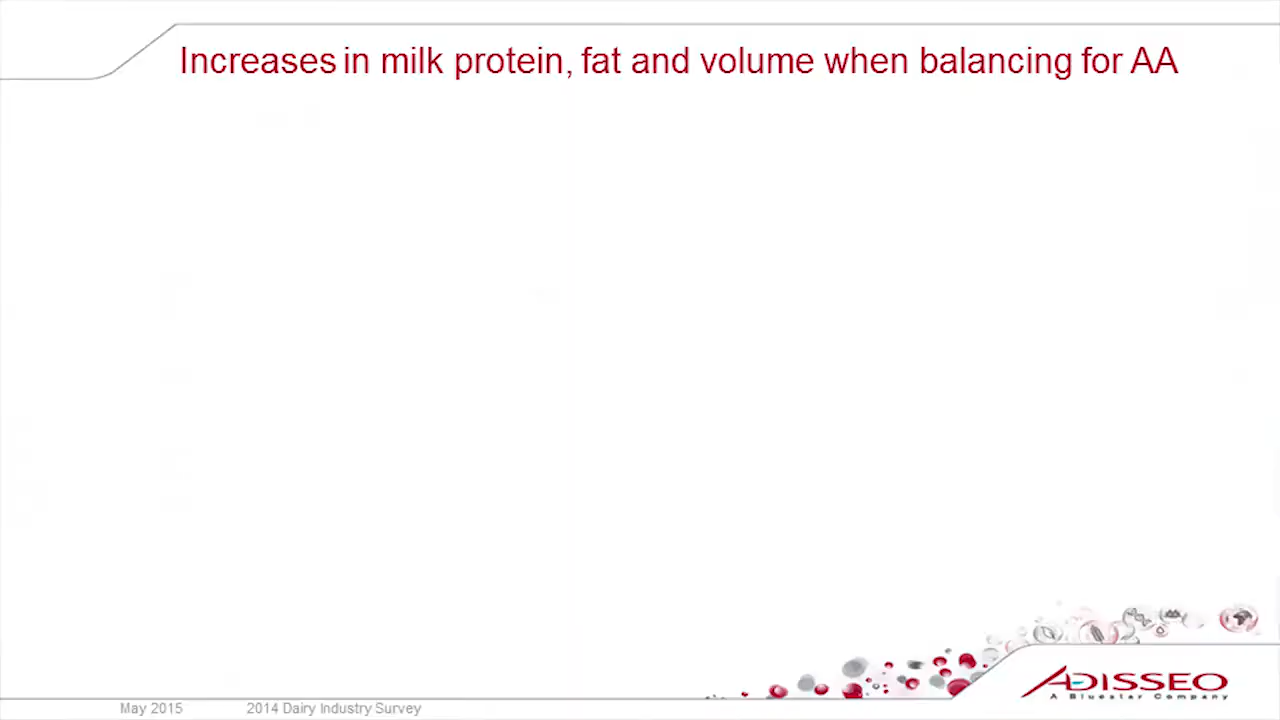 Increases in milk protein, fat and volume when balancing for AA
ADISSEO
A Bluestar Company
May 2015 2014 Dairy Industry Survey